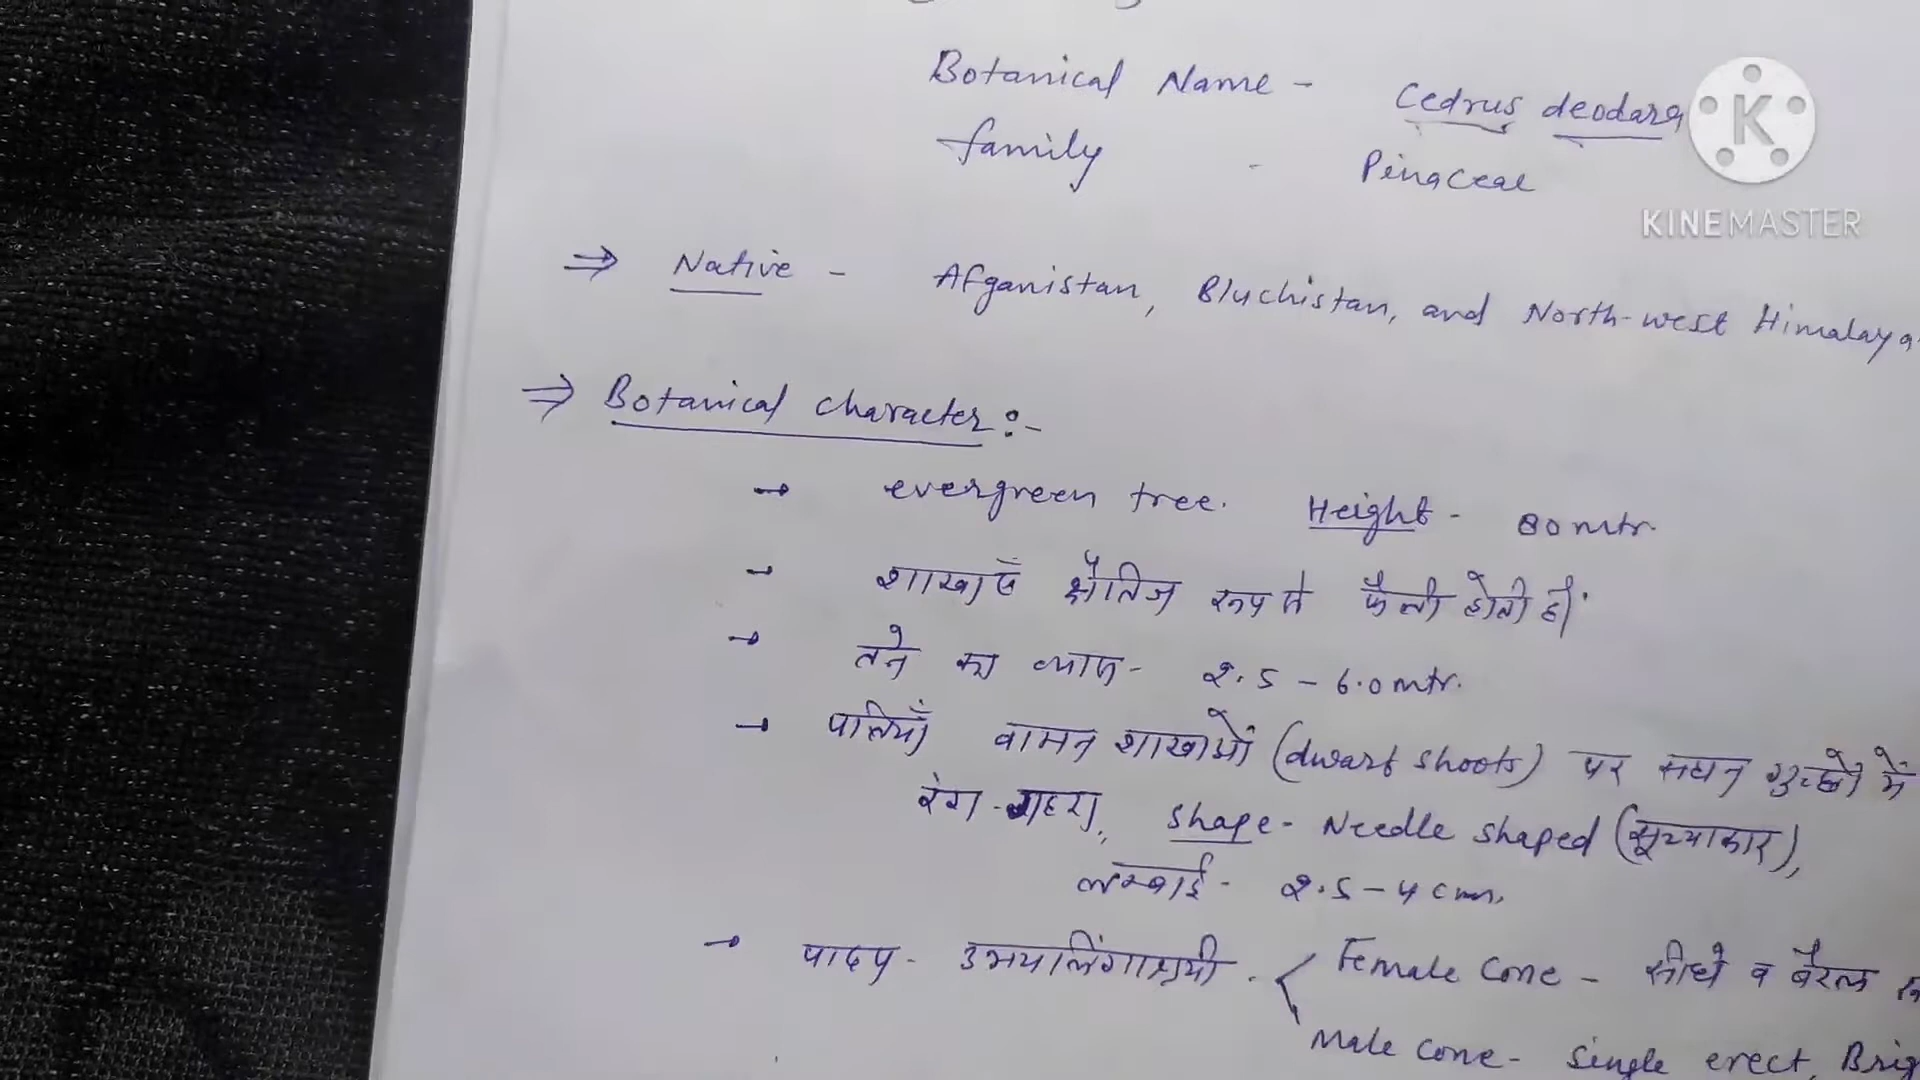 Botanical Name - Cedrus deodara
family - Pinaceae
⇒ Native - Afganistan, Bluchistan, and North-west Himalaya
⇒ Botanical character:-
→ evergreen tree. Height - 80 mtr.
→ शाखाएँ क्षैतिज रूप से फैली होती हैं।
→ तने का व्यास - 2.5 - 6.0 mtr.
→ पत्तियाँ वामन शाखाओं (dwarf shoots) पर सघन गुच्छों में
रंग - गहरा, shape - Needle shaped (सूच्याकार),
लम्बाई - 2.5 - 4 cm.
→ पादप - उभयलिंगाश्रयी - Female Cone - सीधे व बैरल
Male cone - single erect,
KINEMASTER